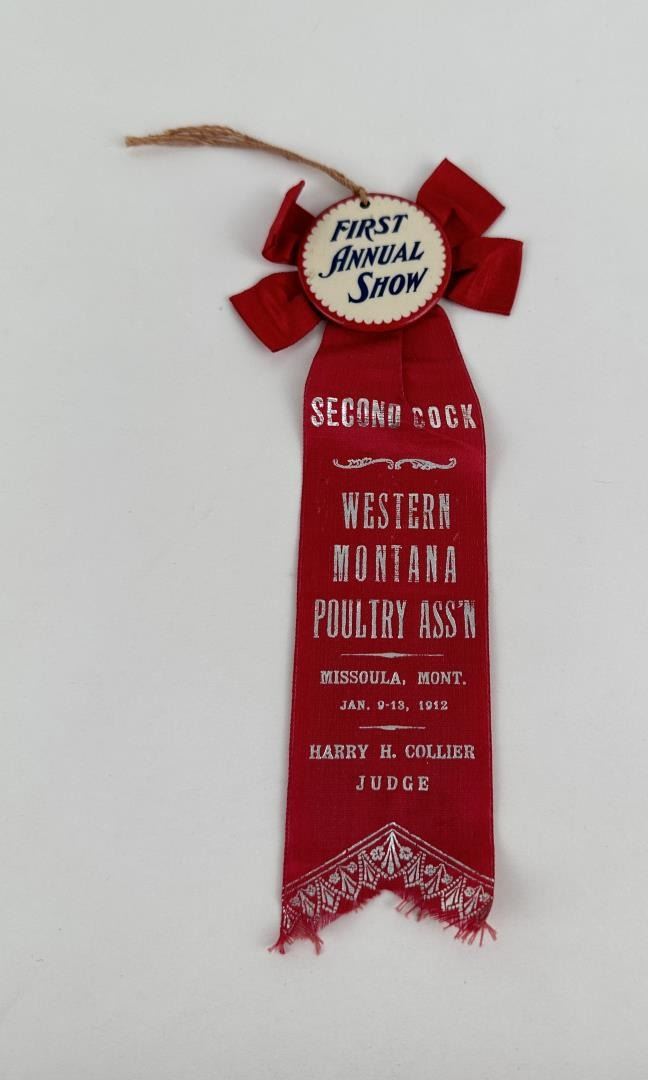 FIRST
ANNUAL
SHOW
SECOND COCK
WESTERN
MONTANA
POULTRY ASS'N
MISSOULA, MONT.
JAN. 9-13, 1912
HARRY H. COLLIER
JUDGE